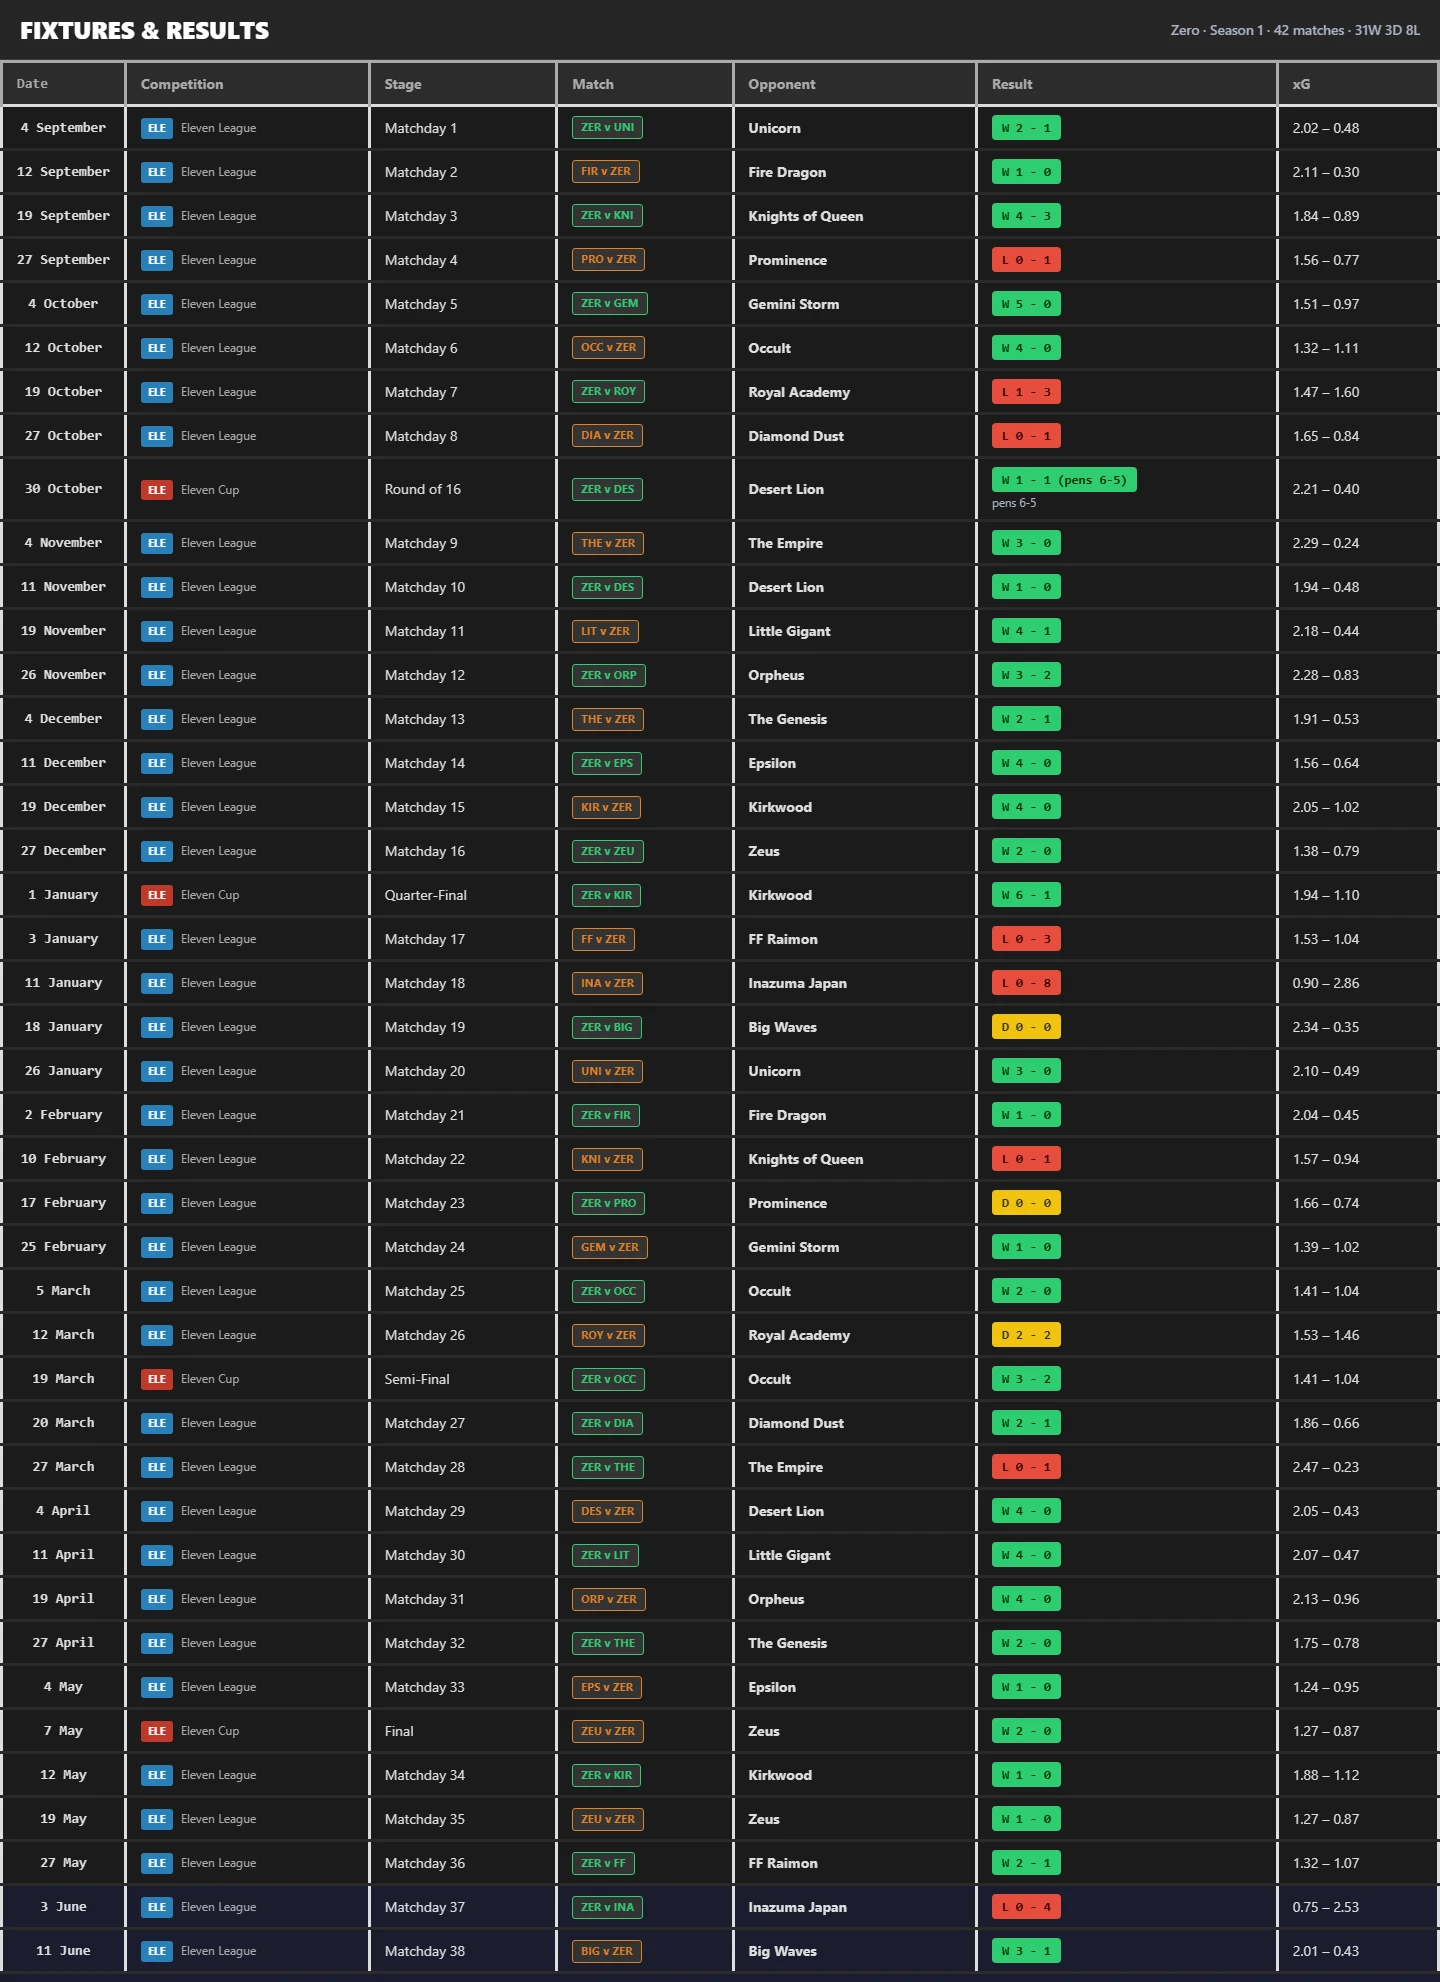 FIXTURES & RESULTS
Zero · Season 1 · 42 matches · 31W 3D 8L
Date Competition Stage Match Opponent Result xG
4 September ELE Eleven League Matchday 1 ZER v UNI Unicorn W 2 - 1 2.02 – 0.48
12 September ELE Eleven League Matchday 2 FIR v ZER Fire Dragon W 1 - 0 2.11 – 0.30
19 September ELE Eleven League Matchday 3 ZER v KNI Knights of Queen W 4 - 3 1.84 – 0.89
27 September ELE Eleven League Matchday 4 PRO v ZER Prominence L 0 - 1 1.56 – 0.77
4 October ELE Eleven League Matchday 5 ZER v GEM Gemini Storm W 5 - 0 1.51 – 0.97
12 October ELE Eleven League Matchday 6 OCC v ZER Occult W 4 - 0 1.32 – 1.11
19 October ELE Eleven League Matchday 7 ZER v ROY Royal Academy L 1 - 3 1.47 – 1.60
27 October ELE Eleven League Matchday 8 DIA v ZER Diamond Dust L 0 - 1 1.65 – 0.84
30 October ELE Eleven Cup Round of 16 ZER v DES Desert Lion W 1 - 1 (pens 6-5) 2.21 – 0.40
pens 6-5
4 November ELE Eleven League Matchday 9 THE v ZER The Empire W 3 - 0 2.29 – 0.24
11 November ELE Eleven League Matchday 10 ZER v DES Desert Lion W 1 - 0 1.94 – 0.48
19 November ELE Eleven League Matchday 11 LIT v ZER Little Gigant W 4 - 1 2.18 – 0.44
26 November ELE Eleven League Matchday 12 ZER v ORP Orpheus W 3 - 2 2.28 – 0.83
4 December ELE Eleven League Matchday 13 THE v ZER The Genesis W 2 - 1 1.91 – 0.53
11 December ELE Eleven League Matchday 14 ZER v EPS Epsilon W 4 - 0 1.56 – 0.64
19 December ELE Eleven League Matchday 15 KIR v ZER Kirkwood W 4 - 0 2.05 – 1.02
27 December ELE Eleven League Matchday 16 ZER v ZEU Zeus W 2 - 0 1.38 – 0.79
1 January ELE Eleven Cup Quarter-Final ZER v KIR Kirkwood W 6 - 1 1.94 – 1.10
3 January ELE Eleven League Matchday 17 FF v ZER FF Raimon L 0 - 3 1.53 – 1.04
11 January ELE Eleven League Matchday 18 INA v ZER Inazuma Japan L 0 - 8 0.90 – 2.86
18 January ELE Eleven League Matchday 19 ZER v BIG Big Waves D 0 - 0 2.34 – 0.35
26 January ELE Eleven League Matchday 20 UNI v ZER Unicorn W 3 - 0 2.10 – 0.49
2 February ELE Eleven League Matchday 21 ZER v FIR Fire Dragon W 1 - 0 2.04 – 0.45
10 February ELE Eleven League Matchday 22 KNI v ZER Knights of Queen L 0 - 1 1.57 – 0.94
17 February ELE Eleven League Matchday 23 ZER v PRO Prominence D 0 - 0 1.66 – 0.74
25 February ELE Eleven League Matchday 24 GEM v ZER Gemini Storm W 1 - 0 1.39 – 1.02
5 March ELE Eleven League Matchday 25 ZER v OCC Occult W 2 - 0 1.41 – 1.04
12 March ELE Eleven League Matchday 26 ROY v ZER Royal Academy D 2 - 2 1.53 – 1.46
19 March ELE Eleven Cup Semi-Final ZER v OCC Occult W 3 - 2 1.41 – 1.04
20 March ELE Eleven League Matchday 27 ZER v DIA Diamond Dust W 2 - 1 1.86 – 0.66
27 March ELE Eleven League Matchday 28 ZER v THE The Empire L 0 - 1 2.47 – 0.23
4 April ELE Eleven League Matchday 29 DES v ZER Desert Lion W 4 - 0 2.05 – 0.43
11 April ELE Eleven League Matchday 30 ZER v LIT Little Gigant W 4 - 0 2.07 – 0.47
19 April ELE Eleven League Matchday 31 ORP v ZER Orpheus W 4 - 0 2.13 – 0.96
27 April ELE Eleven League Matchday 32 ZER v THE The Genesis W 2 - 0 1.75 – 0.78
4 May ELE Eleven League Matchday 33 EPS v ZER Epsilon W 1 - 0 1.24 – 0.95
7 May ELE Eleven Cup Final ZEU v ZER Zeus W 2 - 0 1.27 – 0.87
12 May ELE Eleven League Matchday 34 ZER v KIR Kirkwood W 1 - 0 1.88 – 1.12
19 May ELE Eleven League Matchday 35 ZEU v ZER Zeus W 1 - 0 1.27 – 0.87
27 May ELE Eleven League Matchday 36 ZER v FF FF Raimon W 2 - 1 1.32 – 1.07
3 June ELE Eleven League Matchday 37 ZER v INA Inazuma Japan L 0 - 4 0.75 – 2.53
11 June ELE Eleven League Matchday 38 BIG v ZER Big Waves W 3 - 1 2.01 – 0.43